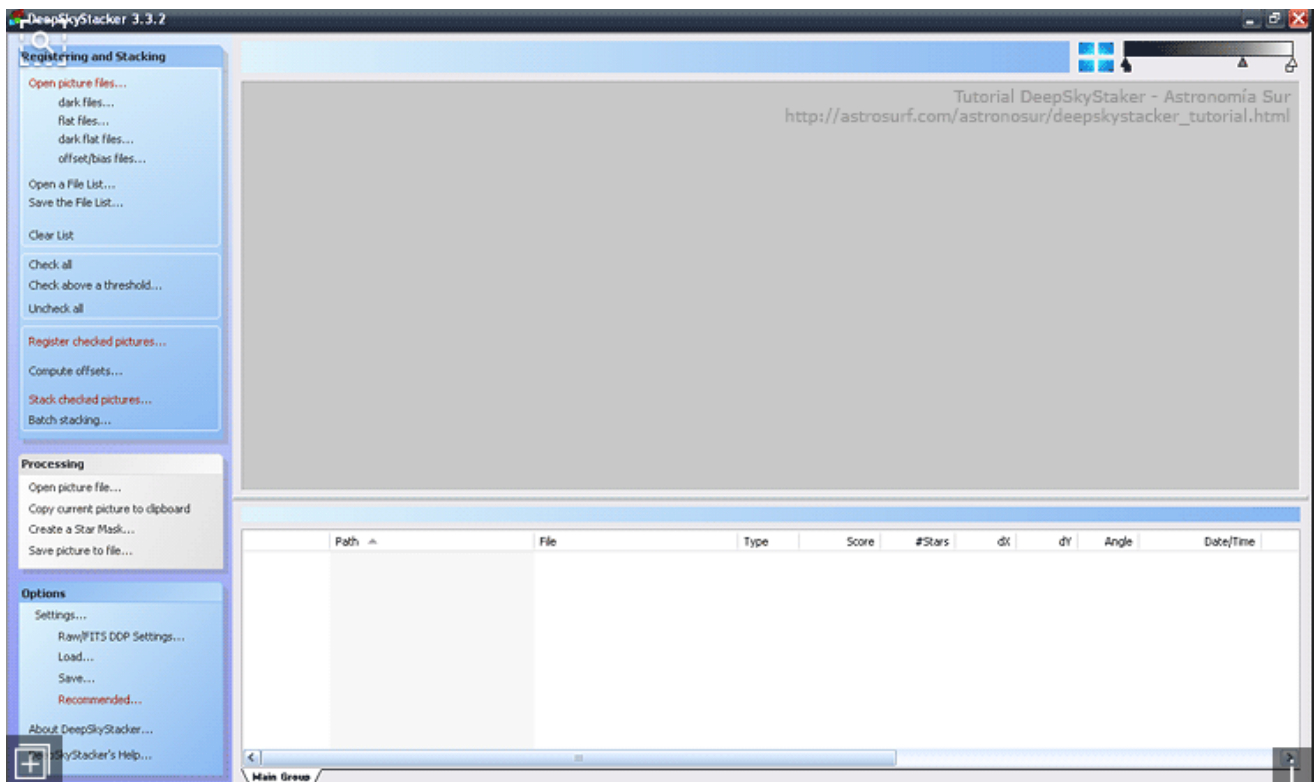 DeepSkyStacker 3.3.2
Registering and Stacking
Open picture files...
dark files...
flat files...
dark flat files...
offset/bias files...
Open a File List...
Save the File List...
Clear List
Check all
Check above a threshold...
Uncheck all
Register checked pictures...
Compute offsets...
Stack checked pictures...
Batch stacking...
Processing
Open picture file...
Copy current picture to clipboard
Create a Star Mask...
Save picture to file...
Options
Settings...
Raw/FITS DDP Settings...
Load...
Save...
Recommended...
About DeepSkyStacker...
DeepSkyStacker's Help...
Tutorial DeepSkyStaker - Astronomía Sur
http://astrosurf.com/astronosur/deepskystacker_tutorial.html
Path File Type Score #Stars dX dY Angle Date/Time
Main Group